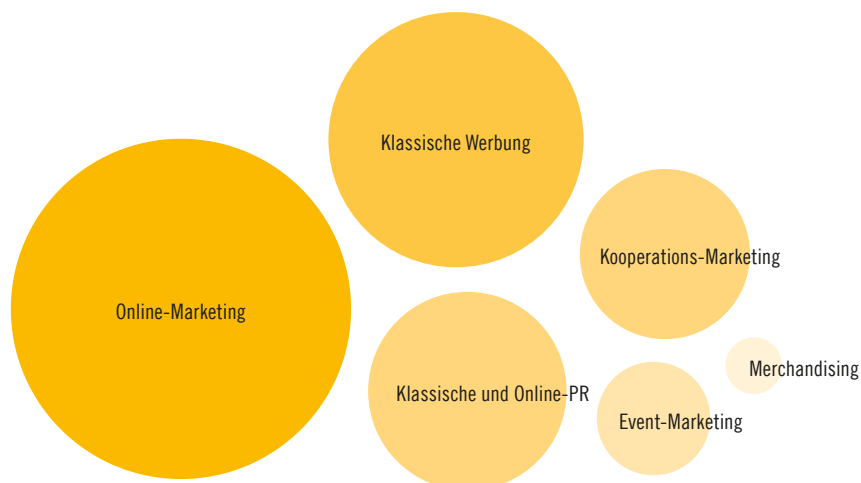 Klassische Werbung
Kooperations-Marketing
Online-Marketing
Merchandising
Klassische und Online-PR
Event-Marketing